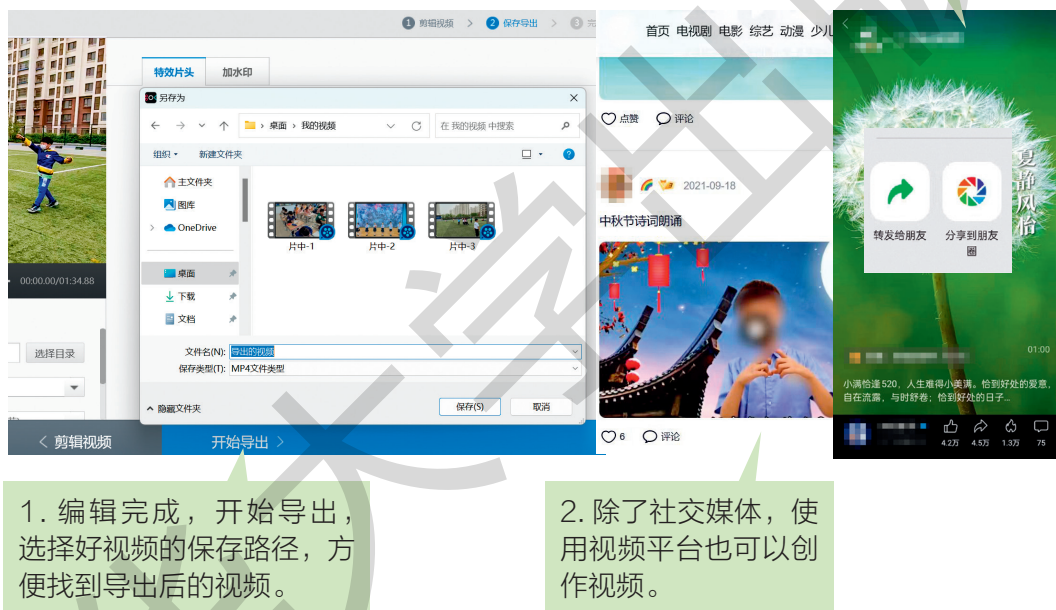 1 剪辑视频 > 2 保存导出 > 3 完
特效片头 加水印
另存为
桌面 › 我的视频
在 我的视频 中搜索
组织 新建文件夹
主文件夹
图库
OneDrive
片中-1 片中-2 片中-3
桌面
下载
文档
00:00.00/01:34.88
选择目录
文件名(N): 导出的视频
保存类型(T): MP4文件类型
隐藏文件夹 保存(S) 取消
< 剪辑视频 开始导出 >
首页 电视剧 电影 综艺 动漫 少儿
点赞 评论
2021-09-18
中秋节诗词朗诵
6 评论
夏静风怡
转发给朋友 分享到朋友
圈
01:00
小满恰逢520，人生难得小美满。恰到好处的爱意，
自在流露，与时舒卷；恰到好处的日子...
4.2万 4.5万 1.3万 75
1. 编辑完成，开始导出，
选择好视频的保存路径，方
便找到导出后的视频。
2. 除了社交媒体，使
用视频平台也可以创
作视频。